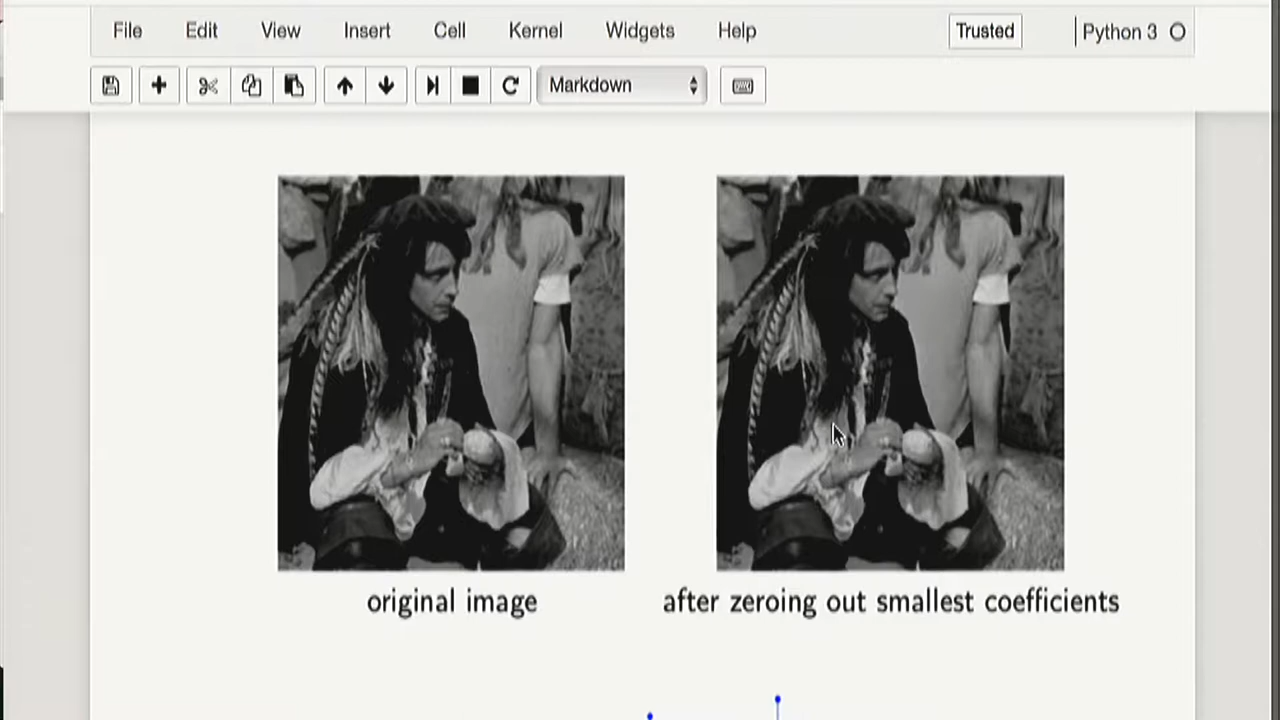 File Edit View Insert Cell Kernel Widgets Help Trusted Python 3
Markdown
original image after zeroing out smallest coefficients